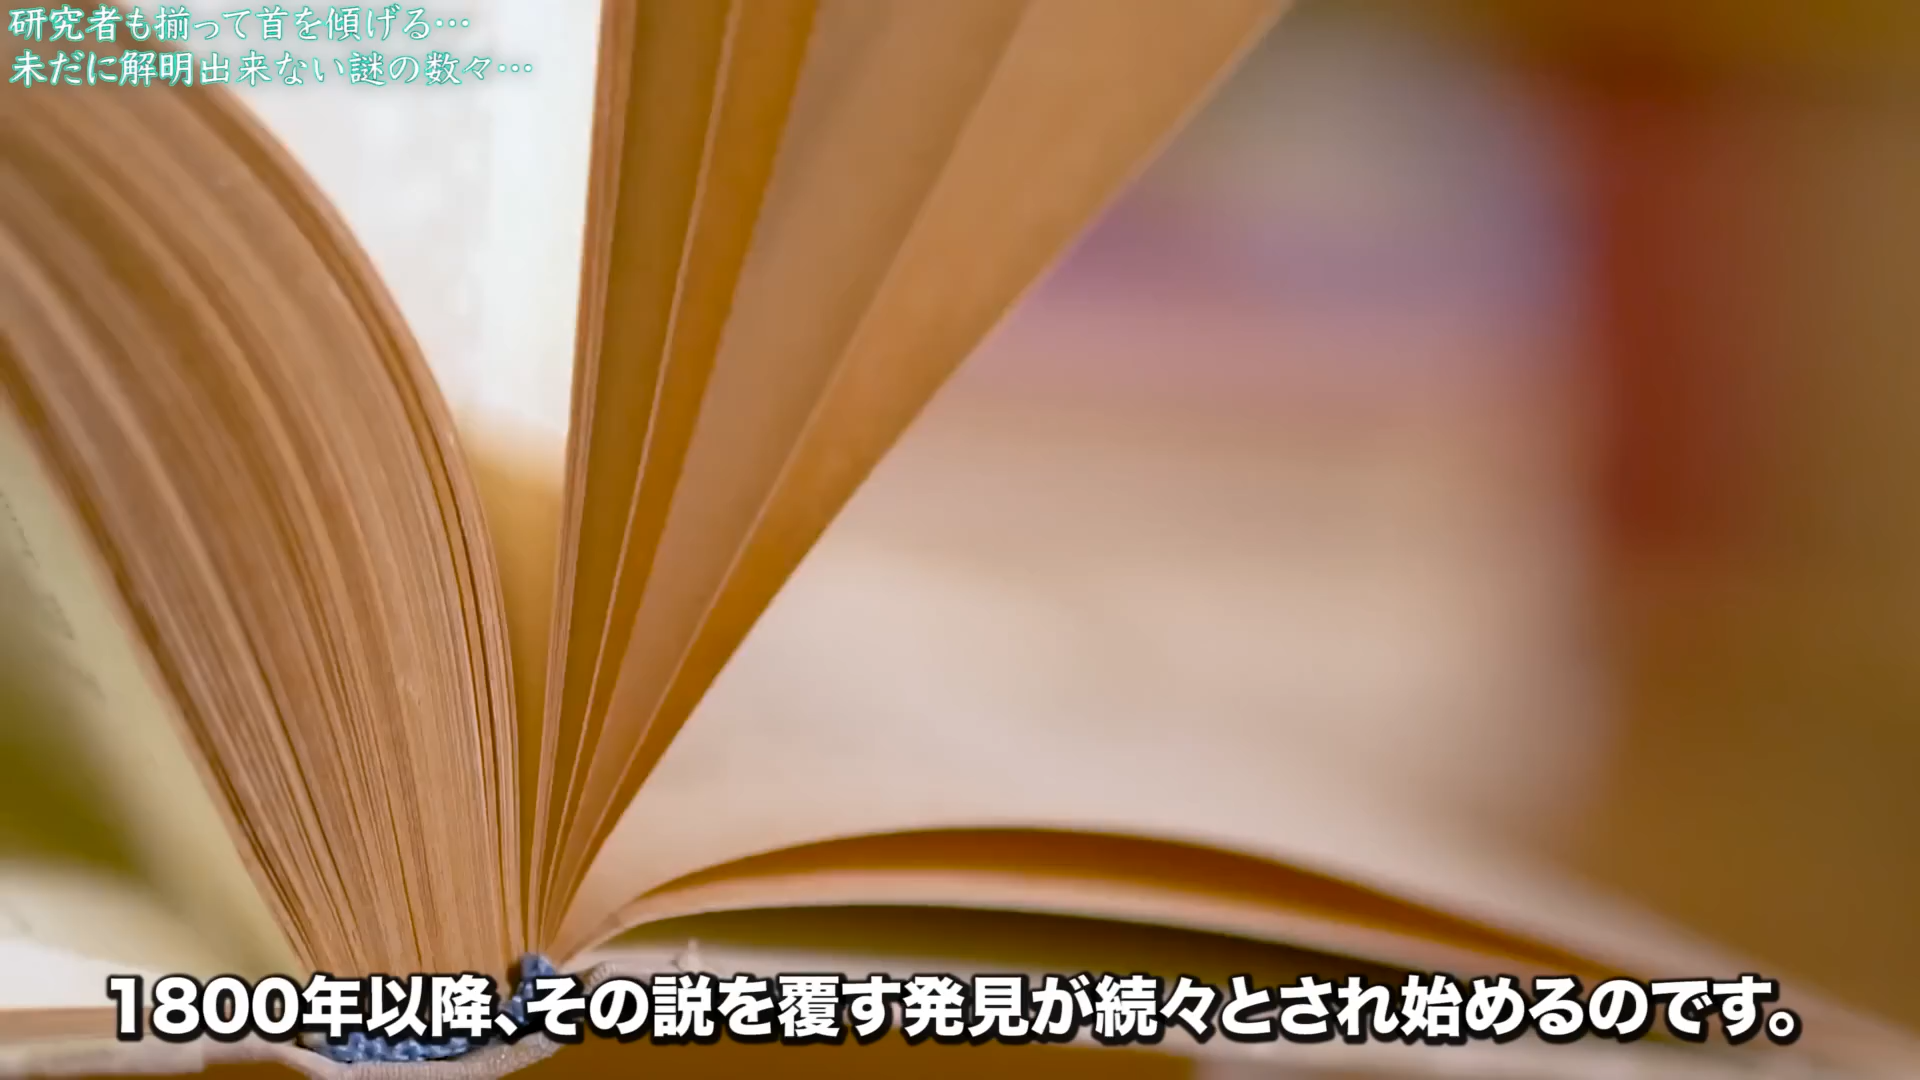 研究者も揃って首を傾げる…
未だに解明出来ない謎の数々…
1800年以降、その説を覆す発見が続々とされ始めるのです。